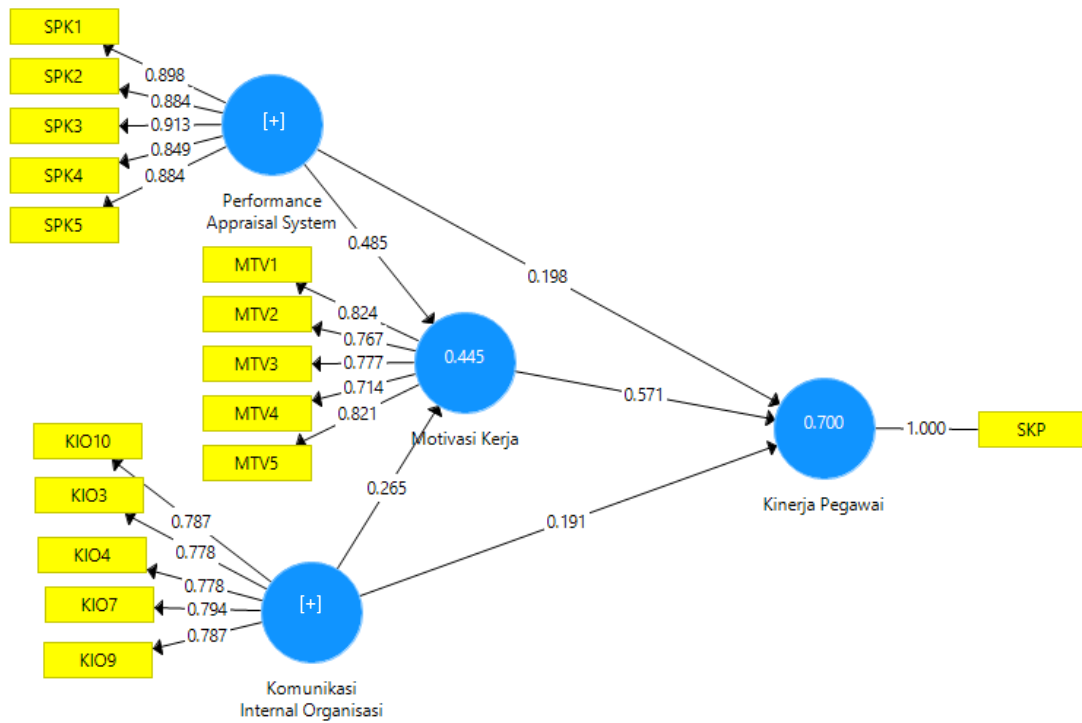 SPK1
SPK2
SPK3
SPK4
SPK5
0.898
0.884
0.913
0.849
0.884
[+]
Performance
Appraisal System
0.485
0.198
MTV1
MTV2
MTV3
MTV4
MTV5
0.824
0.767
0.777
0.714
0.821
0.445
Motivasi Kerja
0.571
0.700
Kinerja Pegawai
1.000
SKP
KIO10
KIO3
KIO4
KIO7
KIO9
0.787
0.778
0.778
0.794
0.787
0.265
0.191
[+]
Komunikasi
Internal Organisasi